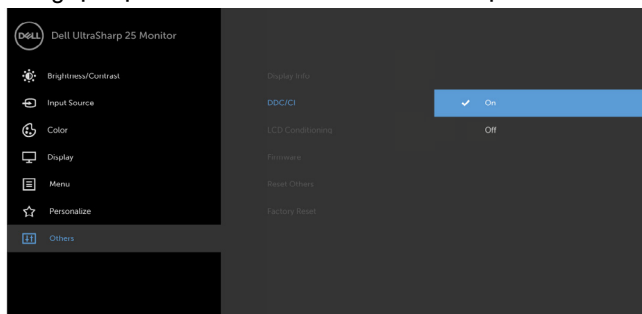 DELL
Dell UltraSharp 25 Monitor
Brightness/Contrast
Input Source
Color
Display
Menu
Personalize
Others
Display Info
DDC/CI
LCD Conditioning
Firmware
Reset Others
Factory Reset
On
Off